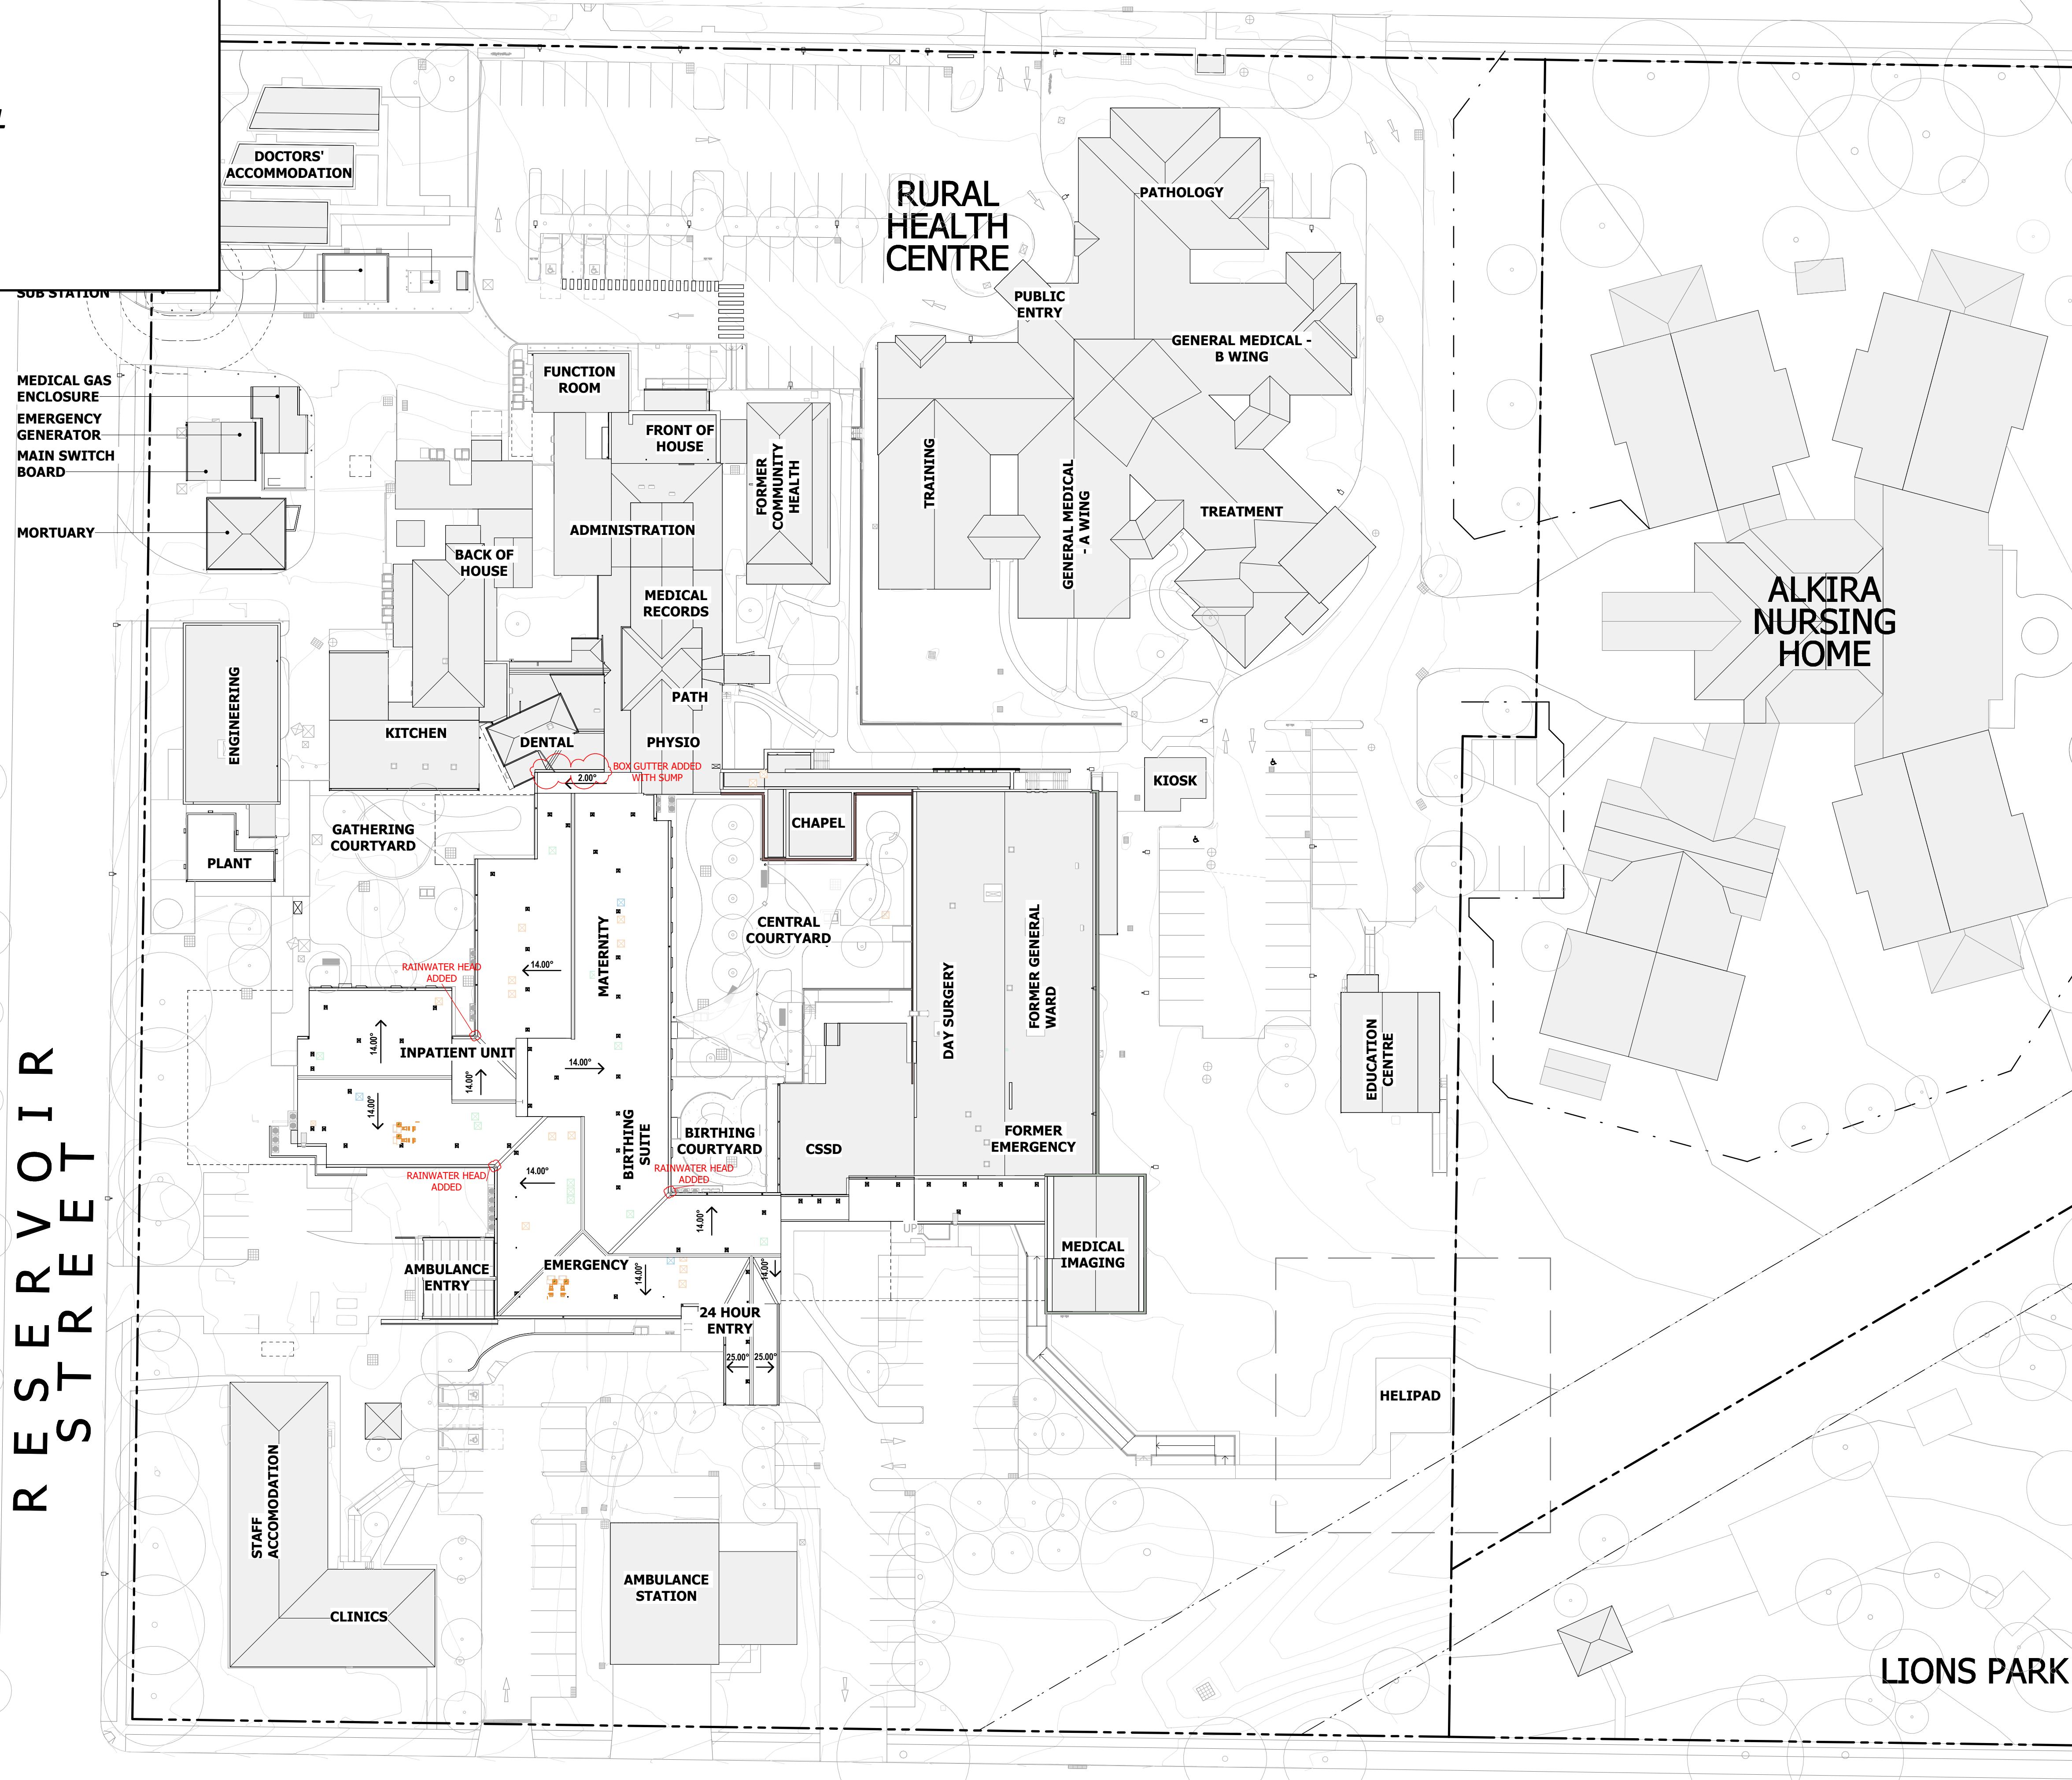 RURAL
HEALTH
CENTRE
PATHOLOGY
DOCTORS'
ACCOMMODATION
SUB STATION
PUBLIC
ENTRY
GENERAL MEDICAL -
B WING
MEDICAL GAS
ENCLOSURE
EMERGENCY
GENERATOR
MAIN SWITCH
BOARD
MORTUARY
FUNCTION
ROOM
FRONT OF
HOUSE
FORMER
COMMUNITY
HEALTH
TRAINING
GENERAL MEDICAL
- A WING
TREATMENT
ADMINISTRATION
BACK OF
HOUSE
MEDICAL
RECORDS
ALKIRA
NURSING
HOME
ENGINEERING
KITCHEN
PATH
DENTAL
PHYSIO
BOX GUTTER ADDED
WITH SUMP
2.00°
KIOSK
CHAPEL
GATHERING
COURTYARD
PLANT
MATERNITY
CENTRAL
COURTYARD
DAY SURGERY
FORMER GENERAL
WARD
14.00°
RAINWATER HEAD
ADDED
INPATIENT UNIT
14.00°
14.00°
14.00°
14.00°
EDUCATION
CENTRE
RESERVOIR
STREET
BIRTHING
SUITE
BIRTHING
COURTYARD
CSSD
FORMER
EMERGENCY
RAINWATER HEAD
ADDED
RAINWATER HEAD
ADDED
14.00°
14.00°
UP
AMBULANCE
ENTRY
EMERGENCY
14.00°
14.00°
MEDICAL
IMAGING
24 HOUR
ENTRY
25.00°
25.00°
HELIPAD
STAFF
ACCOMODATION
CLINICS
AMBULANCE
STATION
LIONS PARK